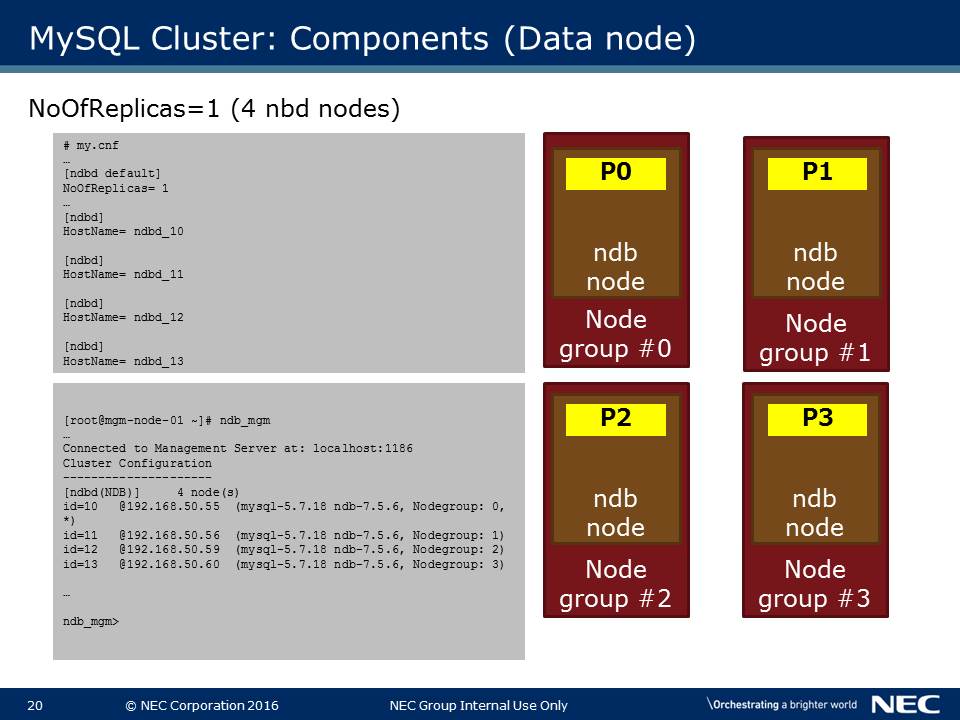 MySQL Cluster: Components (Data node)
NoOfReplicas=1 (4 nbd nodes)
# my.cnf
…
[ndbd default]
NoOfReplicas= 1
…
[ndbd]
HostName= ndbd_10
[ndbd]
HostName= ndbd_11
[ndbd]
HostName= ndbd_12
[ndbd]
HostName= ndbd_13
[root@mgm-node-01 ~]# ndb_mgm
…
Connected to Management Server at: localhost:1186
Cluster Configuration
---------------------
[ndbd(NDB)]     4 node(s)
id=10   @192.168.50.55  (mysql-5.7.18 ndb-7.5.6, Nodegroup: 0,
*)
id=11   @192.168.50.56  (mysql-5.7.18 ndb-7.5.6, Nodegroup: 1)
id=12   @192.168.50.59  (mysql-5.7.18 ndb-7.5.6, Nodegroup: 2)
id=13   @192.168.50.60  (mysql-5.7.18 ndb-7.5.6, Nodegroup: 3)
…
ndb_mgm>
P0
ndb
node
Node
group #0
P1
ndb
node
Node
group #1
P2
ndb
node
Node
group #2
P3
ndb
node
Node
group #3
20
© NEC Corporation 2016
NEC Group Internal Use Only
\Orchestrating a brighter world
NEC